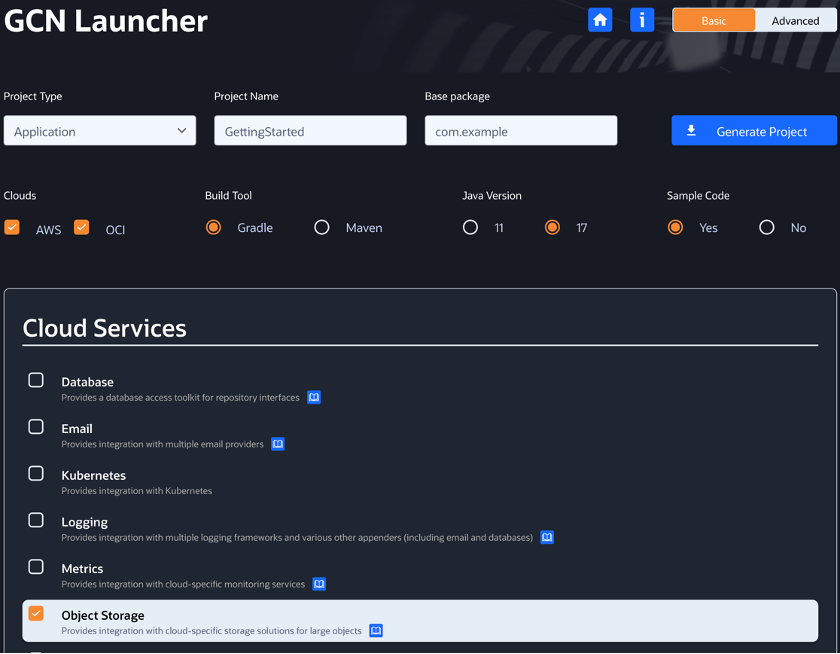 GCN Launcher
Basic
Advanced
Project Type
Project Name
Base package
Application
GettingStarted
com.example
Generate Project
Clouds
Build Tool
Java Version
Sample Code
AWS
OCI
Gradle
Maven
11
17
Yes
No
Cloud Services
Database
Provides a database access toolkit for repository interfaces
Email
Provides integration with multiple email providers
Kubernetes
Provides integration with Kubernetes
Logging
Provides integration with multiple logging frameworks and various other appenders (including email and databases)
Metrics
Provides integration with cloud-specific monitoring services
Object Storage
Provides integration with cloud-specific storage solutions for large objects